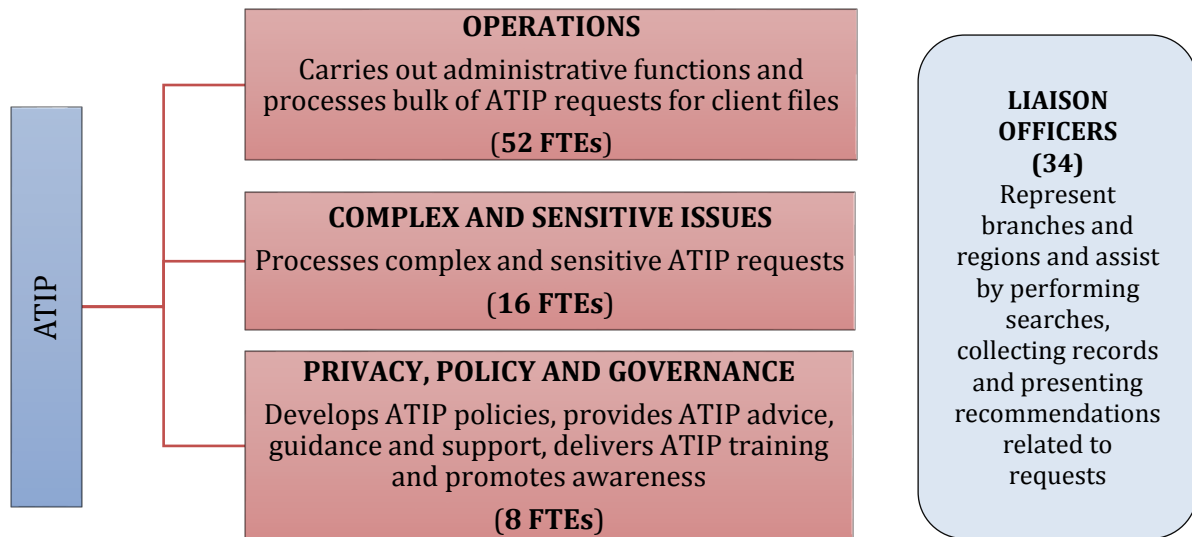 ATIP
OPERATIONS
Carries out administrative functions and
processes bulk of ATIP requests for client files
(52 FTEs)
COMPLEX AND SENSITIVE ISSUES
Processes complex and sensitive ATIP requests
(16 FTEs)
PRIVACY, POLICY AND GOVERNANCE
Develops ATIP policies, provides ATIP advice,
guidance and support, delivers ATIP training
and promotes awareness
(8 FTEs)
LIAISON
OFFICERS
(34)
Represent
branches and
regions and assist
by performing
searches,
collecting records
and presenting
recommendations
related to
requests